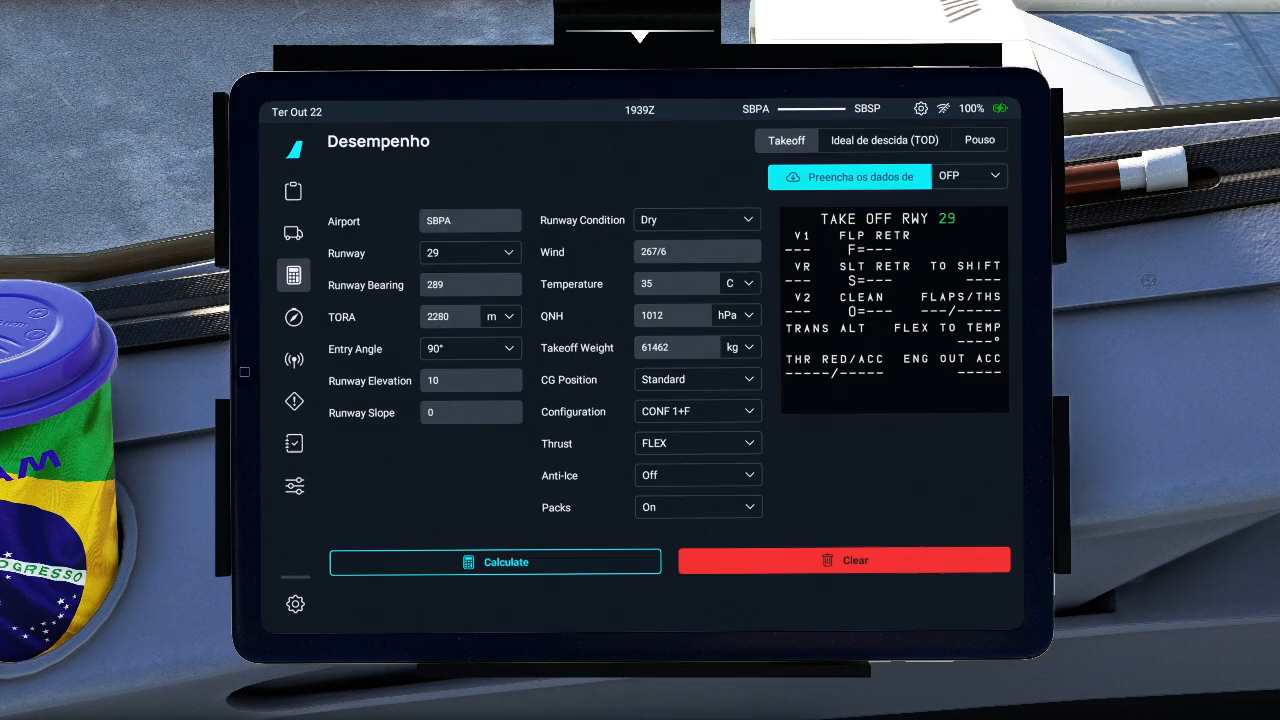 Ter Out 22
1939Z
SBPA SBSP
100%
Desempenho
Takeoff
Ideal de descida (TOD)
Pouso
Preencha os dados de
OFP
Airport SBPA
Runway 29
Runway Bearing 289
TORA 2280 m
Entry Angle 90°
Runway Elevation 10
Runway Slope 0
Runway Condition Dry
Wind 267/6
Temperature 35 C
QNH 1012 hPa
Takeoff Weight 61462 kg
CG Position Standard
Configuration CONF 1+F
Thrust FLEX
Anti-Ice Off
Packs On
TAKE OFF RWY 29
V1 FLP RETR
--- F=---
VR SLT RETR TO SHIFT
--- S=--- ----
V2 CLEAN FLAPS/THS
--- O=--- ---/-----
TRANS ALT FLEX TO TEMP
----°
THR RED/ACC ENG OUT ACC
-----/----- -----
Calculate
Clear
AM
OGRESSO